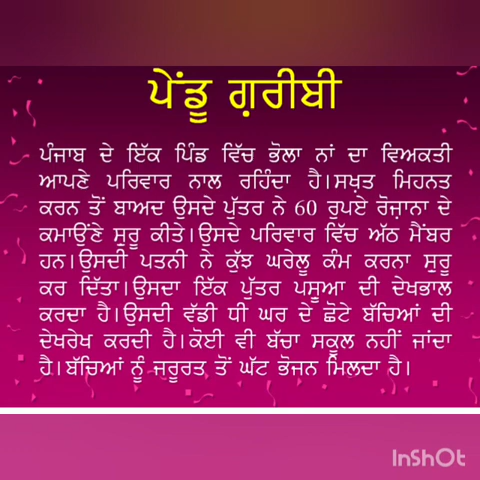 ਪੇਂਡੂ ਗ਼ਰੀਬੀ
ਪੰਜਾਬ ਦੇ ਇੱਕ ਪਿੰਡ ਵਿੱਚ ਭੋਲਾ ਨਾਂ ਦਾ ਵਿਅਕਤੀ
ਆਪਣੇ ਪਰਿਵਾਰ ਨਾਲ ਰਹਿੰਦਾ ਹੈ।ਸਖ਼ਤ ਮਿਹਨਤ
ਕਰਨ ਤੋਂ ਬਾਅਦ ਉਸਦੇ ਪੁੱਤਰ ਨੇ 60 ਰੁਪਏ ਰੋਜ਼ਾਨਾ ਦੇ
ਕਮਾਉਂਣੇ ਸੁਰੂ ਕੀਤੇ।ਉਸਦੇ ਪਰਿਵਾਰ ਵਿੱਚ ਅੱਠ ਮੈਂਬਰ
ਹਨ।ਉਸਦੀ ਪਤਨੀ ਨੇ ਕੁੱਝ ਘਰੇਲੂ ਕੰਮ ਕਰਨਾ ਸੁਰੂ
ਕਰ ਦਿੱਤਾ।ਉਸਦਾ ਇੱਕ ਪੁੱਤਰ ਪਸ਼ੂਆ ਦੀ ਦੇਖਭਾਲ
ਕਰਦਾ ਹੈ।ਉਸਦੀ ਵੱਡੀ ਧੀ ਘਰ ਦੇ ਛੋਟੇ ਬੱਚਿਆਂ ਦੀ
ਦੇਖਰੇਖ ਕਰਦੀ ਹੈ।ਕੋਈ ਵੀ ਬੱਚਾ ਸਕੂਲ ਨਹੀਂ ਜਾਂਦਾ
ਹੈ।ਬੱਚਿਆਂ ਨੂੰ ਜਰੂਰਤ ਤੋਂ ਘੱਟ ਭੋਜਨ ਮਿਲਦਾ ਹੈ।
InShOt